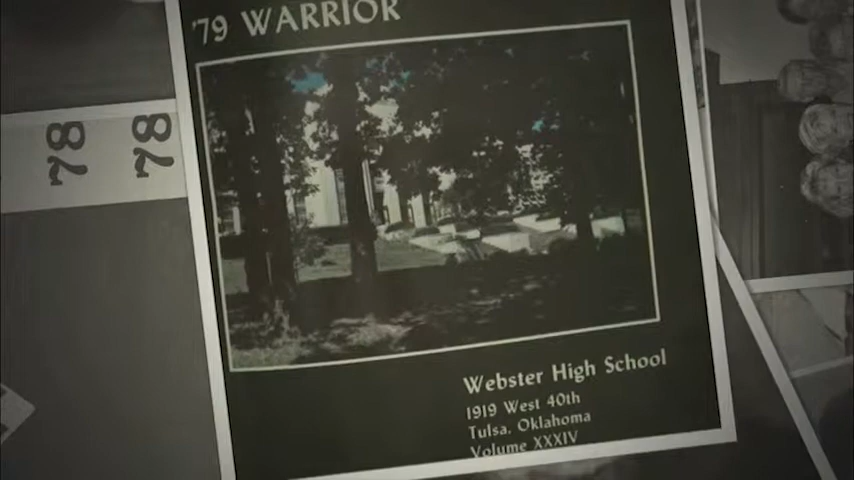 '79 WARRIOR
78 78
Webster High School
1919 West 40th
Tulsa, Oklahoma
Volume XXXIV